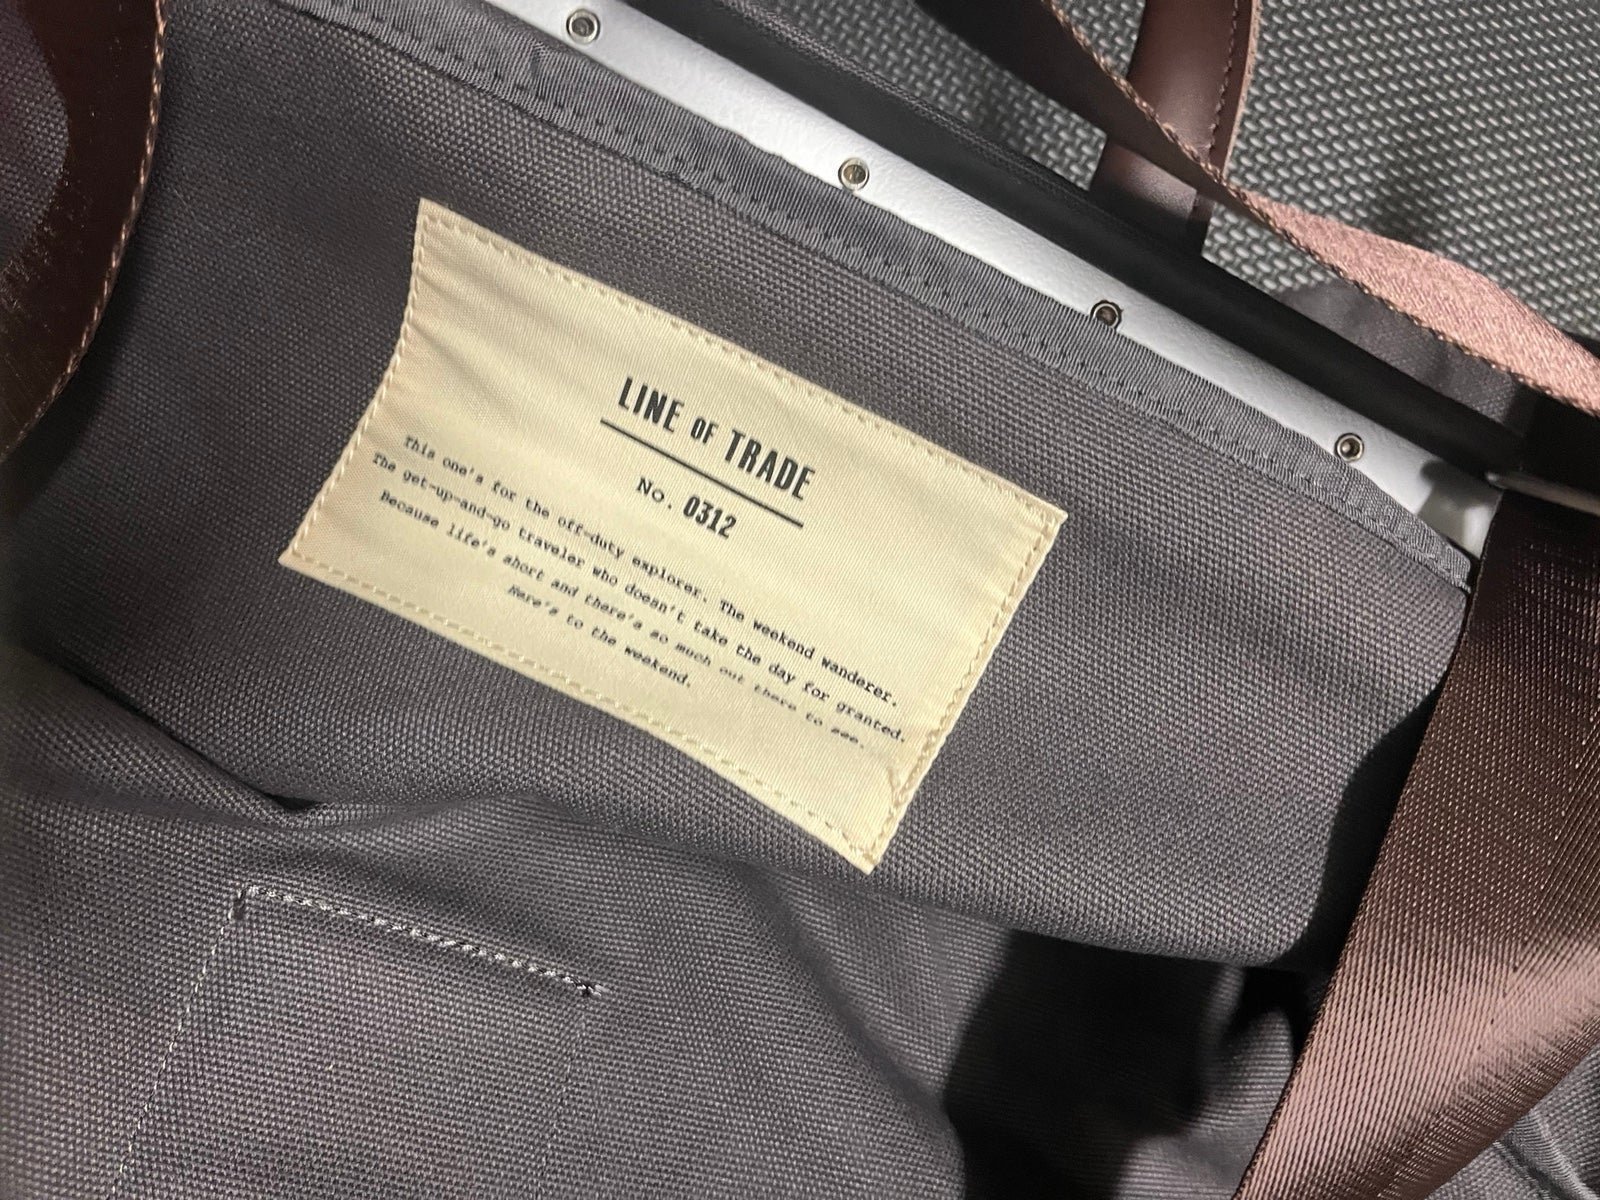 LINE OF TRADE
No. 0312
This one's for the off-duty explorer. The weekend wanderer.
The get-up-and-go traveler who doesn't take the day for granted.
Because life's short and there's so much out there to see.
Here's to the weekend.